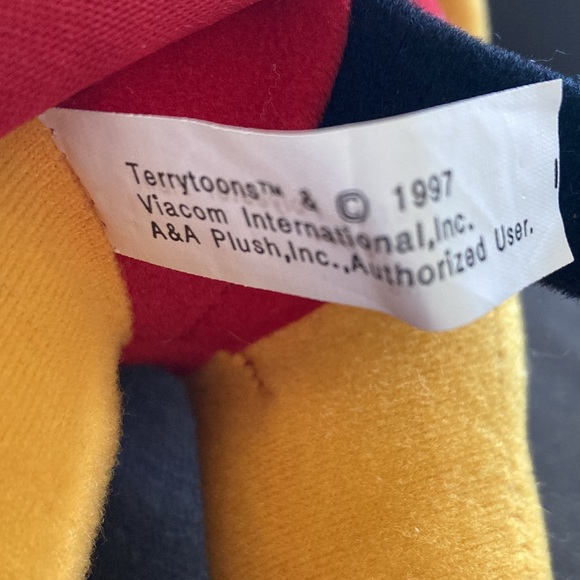 Terrytoons™ & © 1997
Viacom International,Inc.
A&A Plush,Inc.,Authorized User.